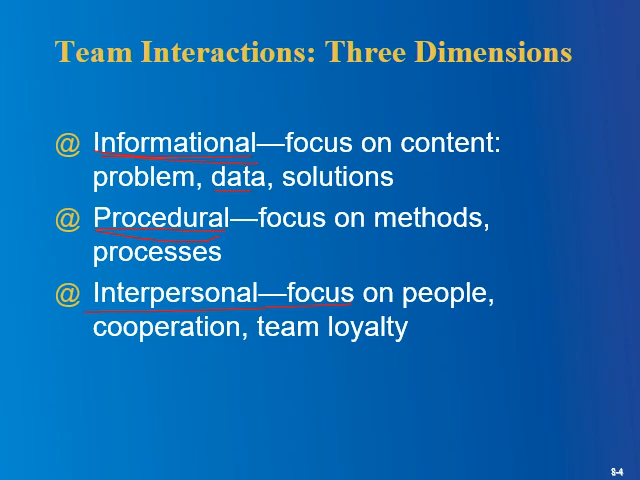 Team Interactions: Three Dimensions
@ Informational—focus on content:
problem, data, solutions
@ Procedural—focus on methods,
processes
@ Interpersonal—focus on people,
cooperation, team loyalty
8-4